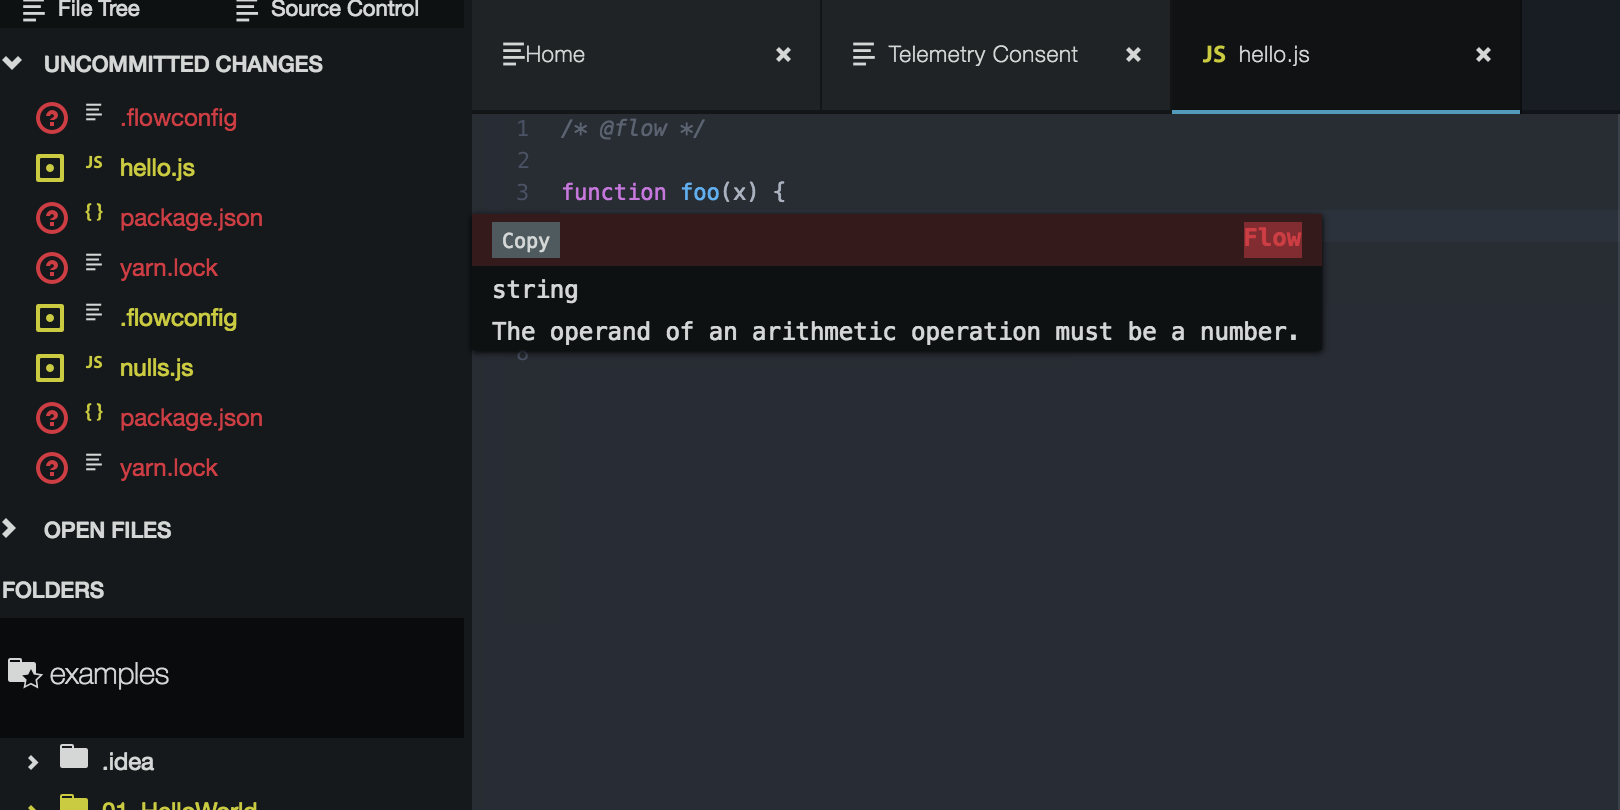 File Tree
Source Control
UNCOMMITTED CHANGES
.flowconfig
JS hello.js
{} package.json
yarn.lock
.flowconfig
JS nulls.js
{} package.json
yarn.lock
OPEN FILES
FOLDERS
examples
.idea
01_HelloWorld
Home
Telemetry Consent
JS hello.js
1 /* @flow */
2
3 function foo(x) {
Copy
Flow
string
The operand of an arithmetic operation must be a number.
8